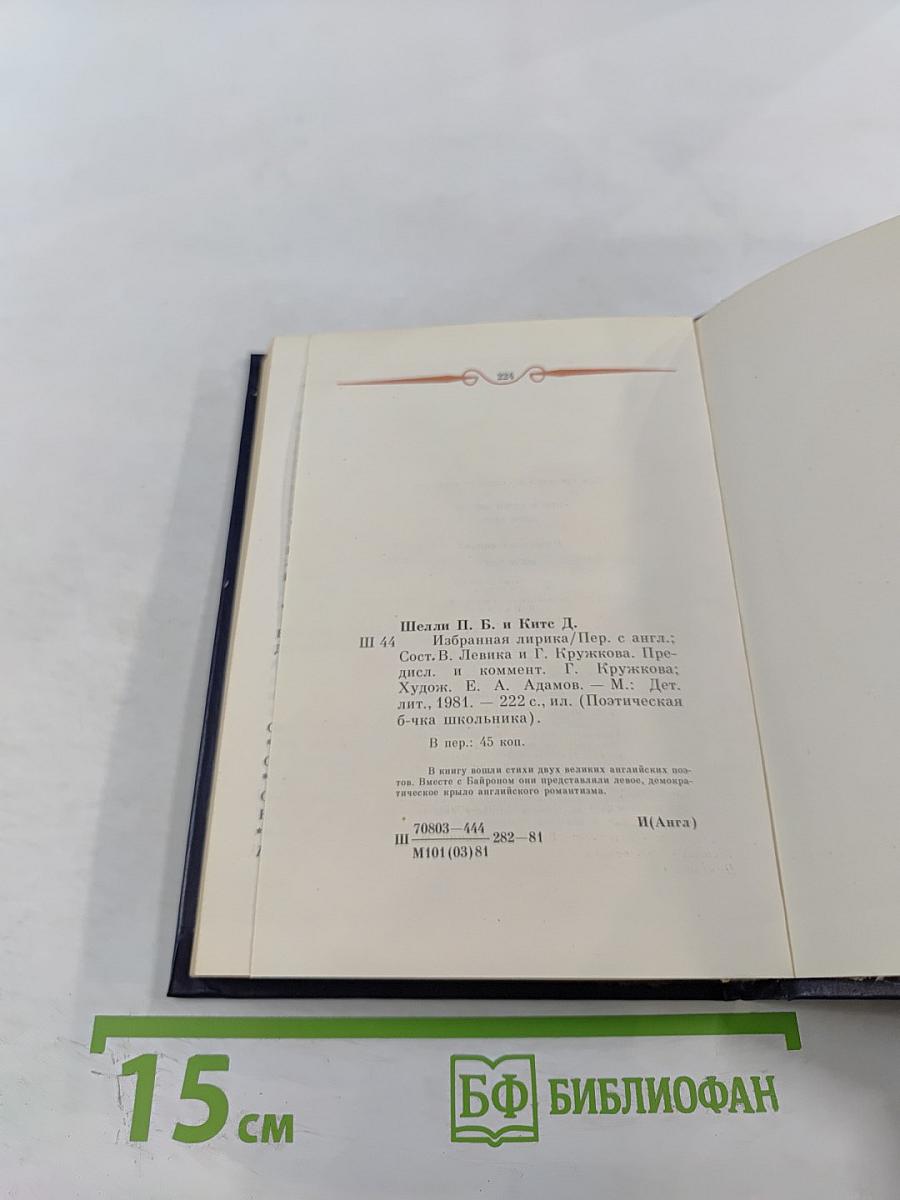 224
Шелли П. Б. и Китс Д.
Ш 44 Избранная лирика/Пер. с англ.;
Сост. В. Левика и Г. Кружкова. Пре-
дисл. и коммент. Г. Кружкова;
Худож. Е. А. Адамов. — М.: Дет.
лит., 1981. — 222 с., ил. (Поэтическая
б-чка школьника).
В пер.: 45 коп.
В книгу вошли стихи двух великих английских поэ-
тов. Вместе с Байроном они представляли левое, демокра-
тическое крыло английского романтизма.
Ш 70803—444 282—81
М101(03)81
И(Англ)
15 см
БФ БИБЛИОФАН